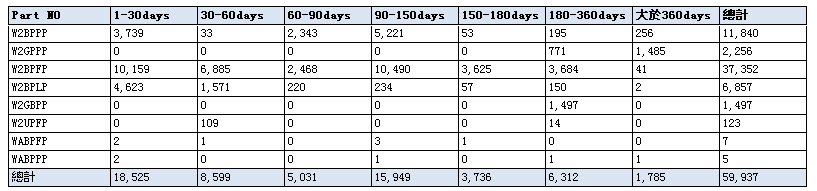 Part NO 1-30days 30-60days 60-90days 90-150days 150-180days 180-360days 大於360days 總計
W2BPPP 3,739 33 2,343 5,221 53 195 256 11,840
W2GPPP 0 0 0 0 0 771 1,485 2,256
W2BPFP 10,159 6,885 2,468 10,490 3,625 3,684 41 37,352
W2BPLP 4,623 1,571 220 234 57 150 2 6,857
W2GBPP 0 0 0 0 0 1,497 0 1,497
W2UPFP 0 109 0 0 0 14 0 123
WABPFP 2 1 0 3 1 0 0 7
WABPPP 2 0 0 1 0 1 1 5
總計 18,525 8,599 5,031 15,949 3,736 6,312 1,785 59,937